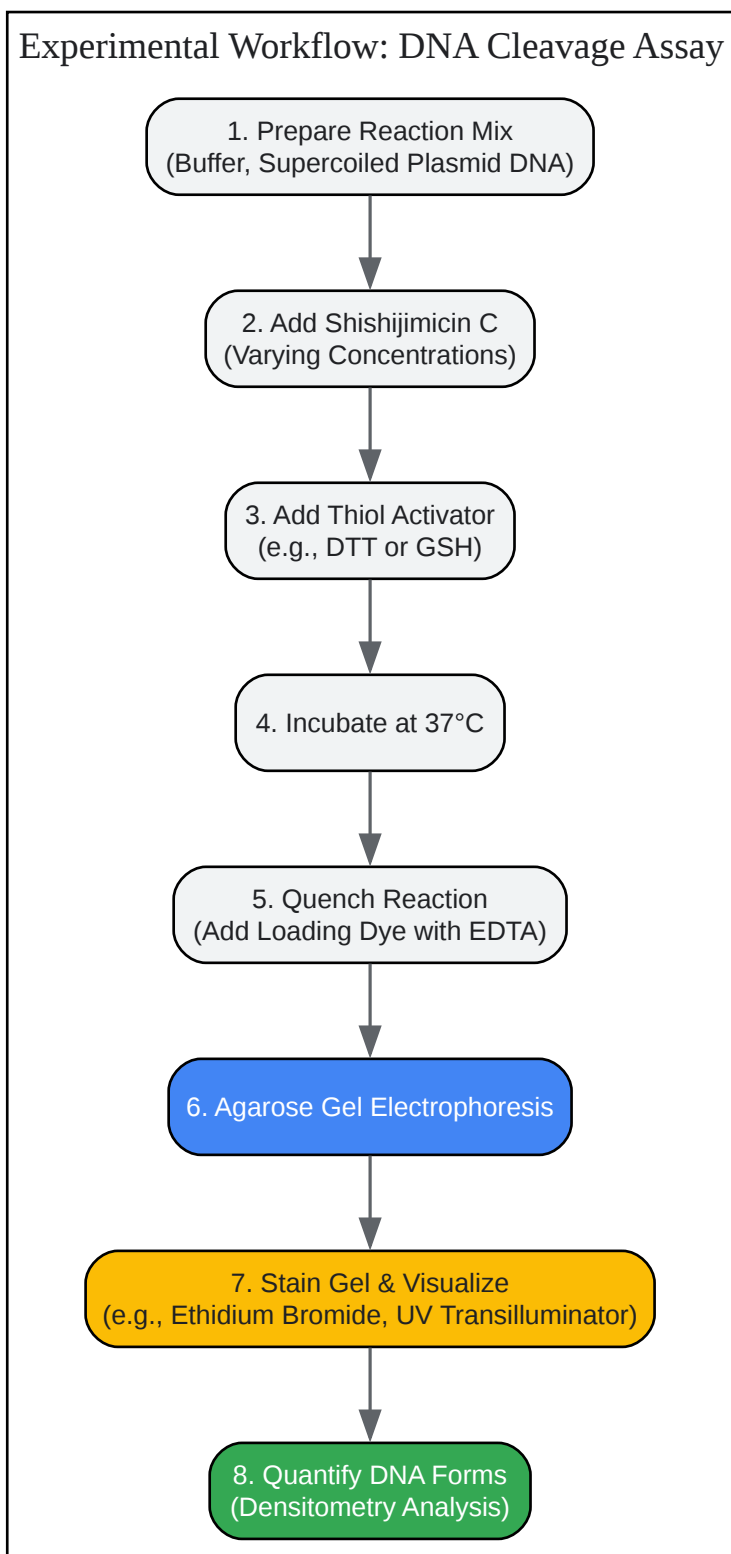 Experimental Workflow: DNA Cleavage Assay
1. Prepare Reaction Mix
(Buffer, Supercoiled Plasmid DNA)
2. Add Shishijimicin C
(Varying Concentrations)
3. Add Thiol Activator
(e.g., DTT or GSH)
4. Incubate at 37°C
5. Quench Reaction
(Add Loading Dye with EDTA)
6. Agarose Gel Electrophoresis
7. Stain Gel & Visualize
(e.g., Ethidium Bromide, UV Transilluminator)
8. Quantify DNA Forms
(Densitometry Analysis)